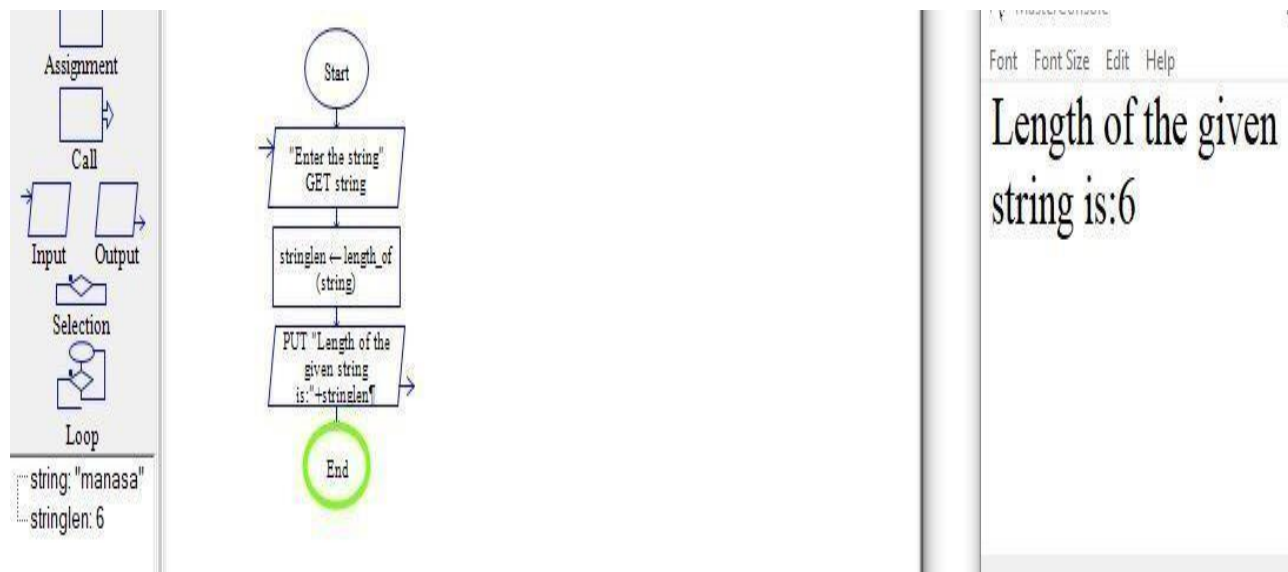 Assignment
Call
Input Output
Selection
Loop
string: "manasa"
stringlen: 6
Start
"Enter the string"
GET string
stringlen ← length_of
(string)
PUT "Length of the
given string
is:"+stringlen¶
End
MasterConsole
Font Font Size Edit Help
Length of the given
string is:6